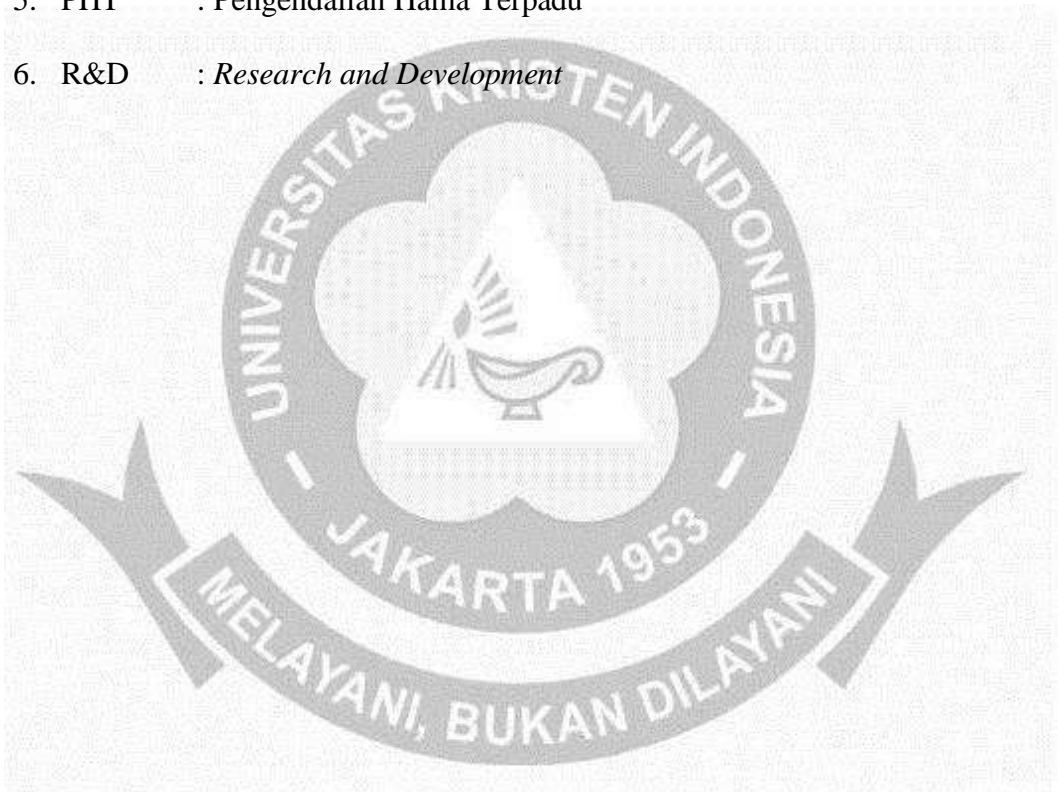 5. PHT : Pengendalian Hama Terpadu
6. R&D : Research and Development
UNIVERSITAS KRISTEN INDONESIA
JAKARTA 1953
MELAYANI, BUKAN DILAYANI